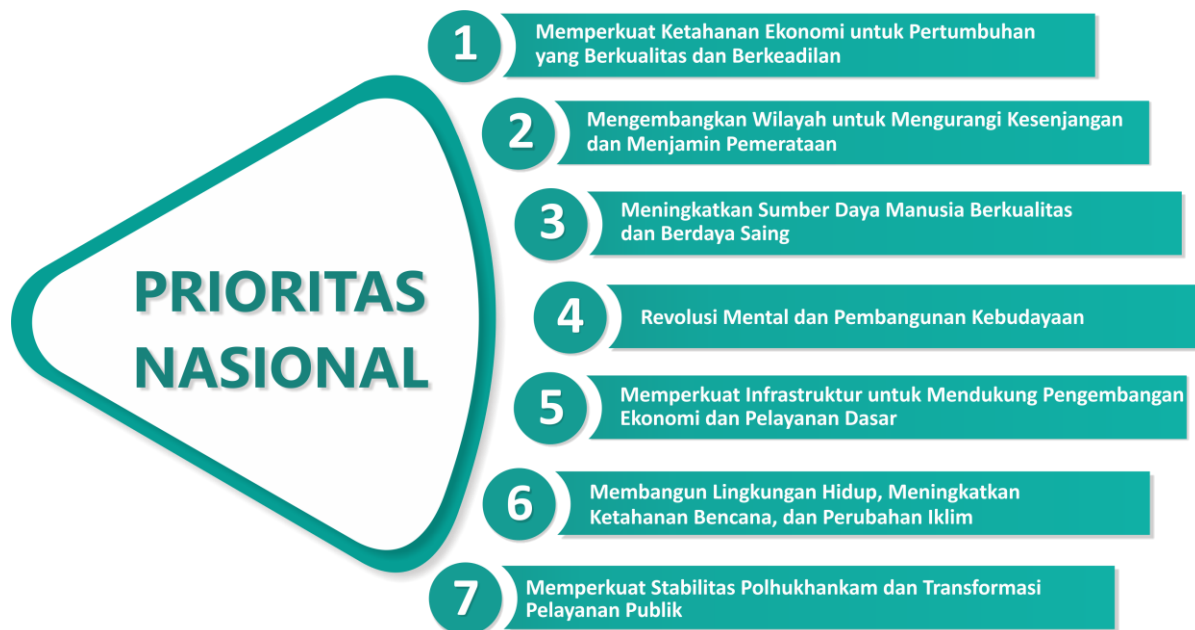 PRIORITAS
NASIONAL
1
Memperkuat Ketahanan Ekonomi untuk Pertumbuhan
yang Berkualitas dan Berkeadilan
2
Mengembangkan Wilayah untuk Mengurangi Kesenjangan
dan Menjamin Pemerataan
3
Meningkatkan Sumber Daya Manusia Berkualitas
dan Berdaya Saing
4
Revolusi Mental dan Pembangunan Kebudayaan
5
Memperkuat Infrastruktur untuk Mendukung Pengembangan
Ekonomi dan Pelayanan Dasar
6
Membangun Lingkungan Hidup, Meningkatkan
Ketahanan Bencana, dan Perubahan Iklim
7
Memperkuat Stabilitas Polhukhankam dan Transformasi
Pelayanan Publik